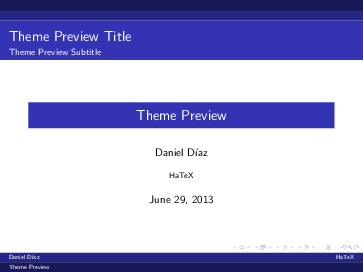 Theme Preview Title
Theme Preview Subtitle
Theme Preview
Daniel Díaz
HaTeX
June 29, 2013
Daniel Díaz HaTeX
Theme Preview